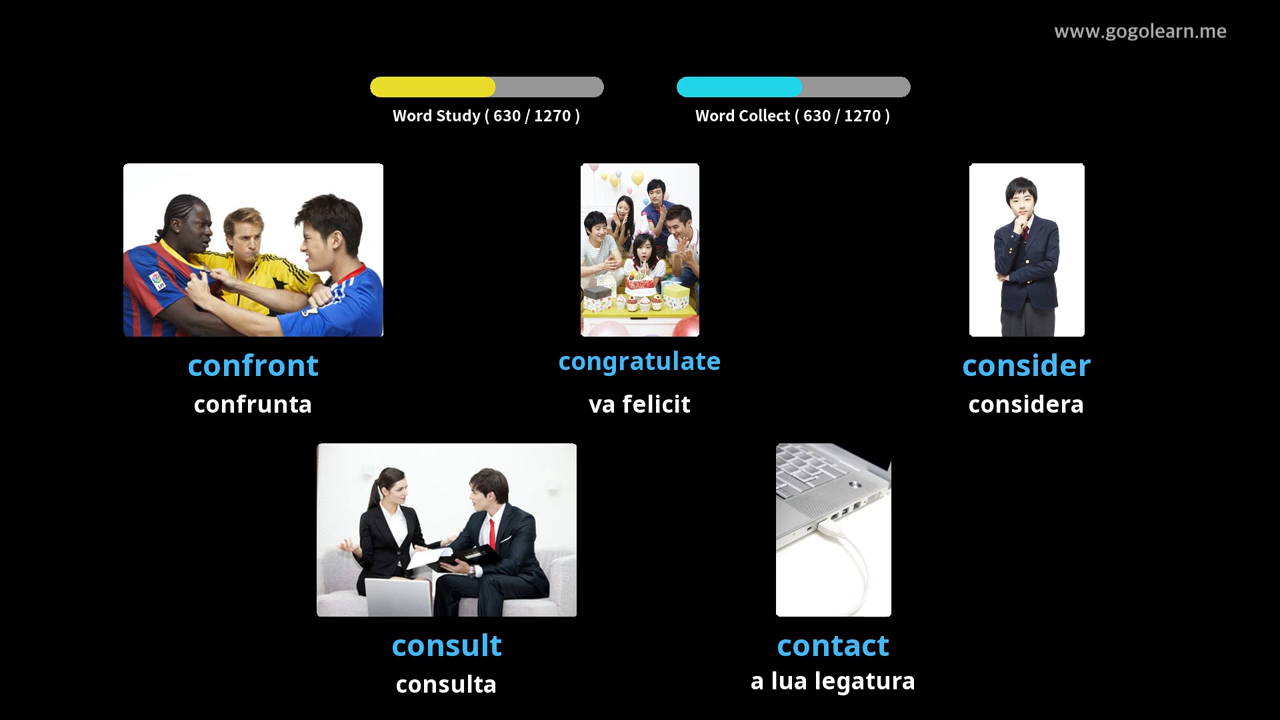 www.gogolearn.me
Word Study ( 630 / 1270 )
Word Collect ( 630 / 1270 )
confront
congratulate
consider
confrunta
va felicit
considera
consult
contact
consulta
a lua legatura